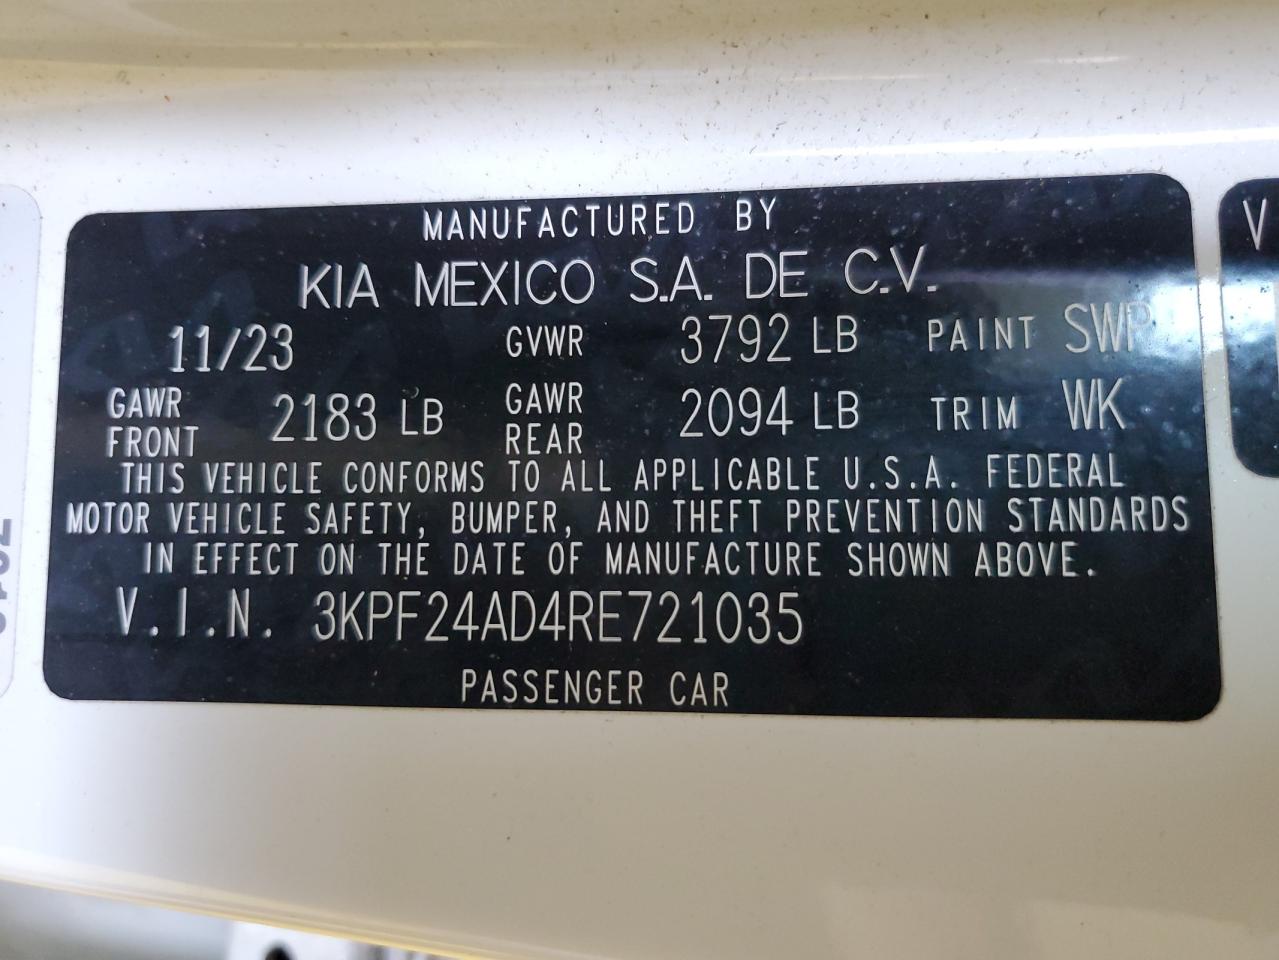 MANUFACTURED BY
KIA MEXICO S.A. DE C.V.
11/23 GVWR 3792 LB PAINT SWP
GAWR FRONT 2183 LB GAWR REAR 2094 LB TRIM WK
THIS VEHICLE CONFORMS TO ALL APPLICABLE U.S.A. FEDERAL
MOTOR VEHICLE SAFETY, BUMPER, AND THEFT PREVENTION STANDARDS
IN EFFECT ON THE DATE OF MANUFACTURE SHOWN ABOVE.
V.I.N. 3KPF24AD4RE721035
PASSENGER CAR
V